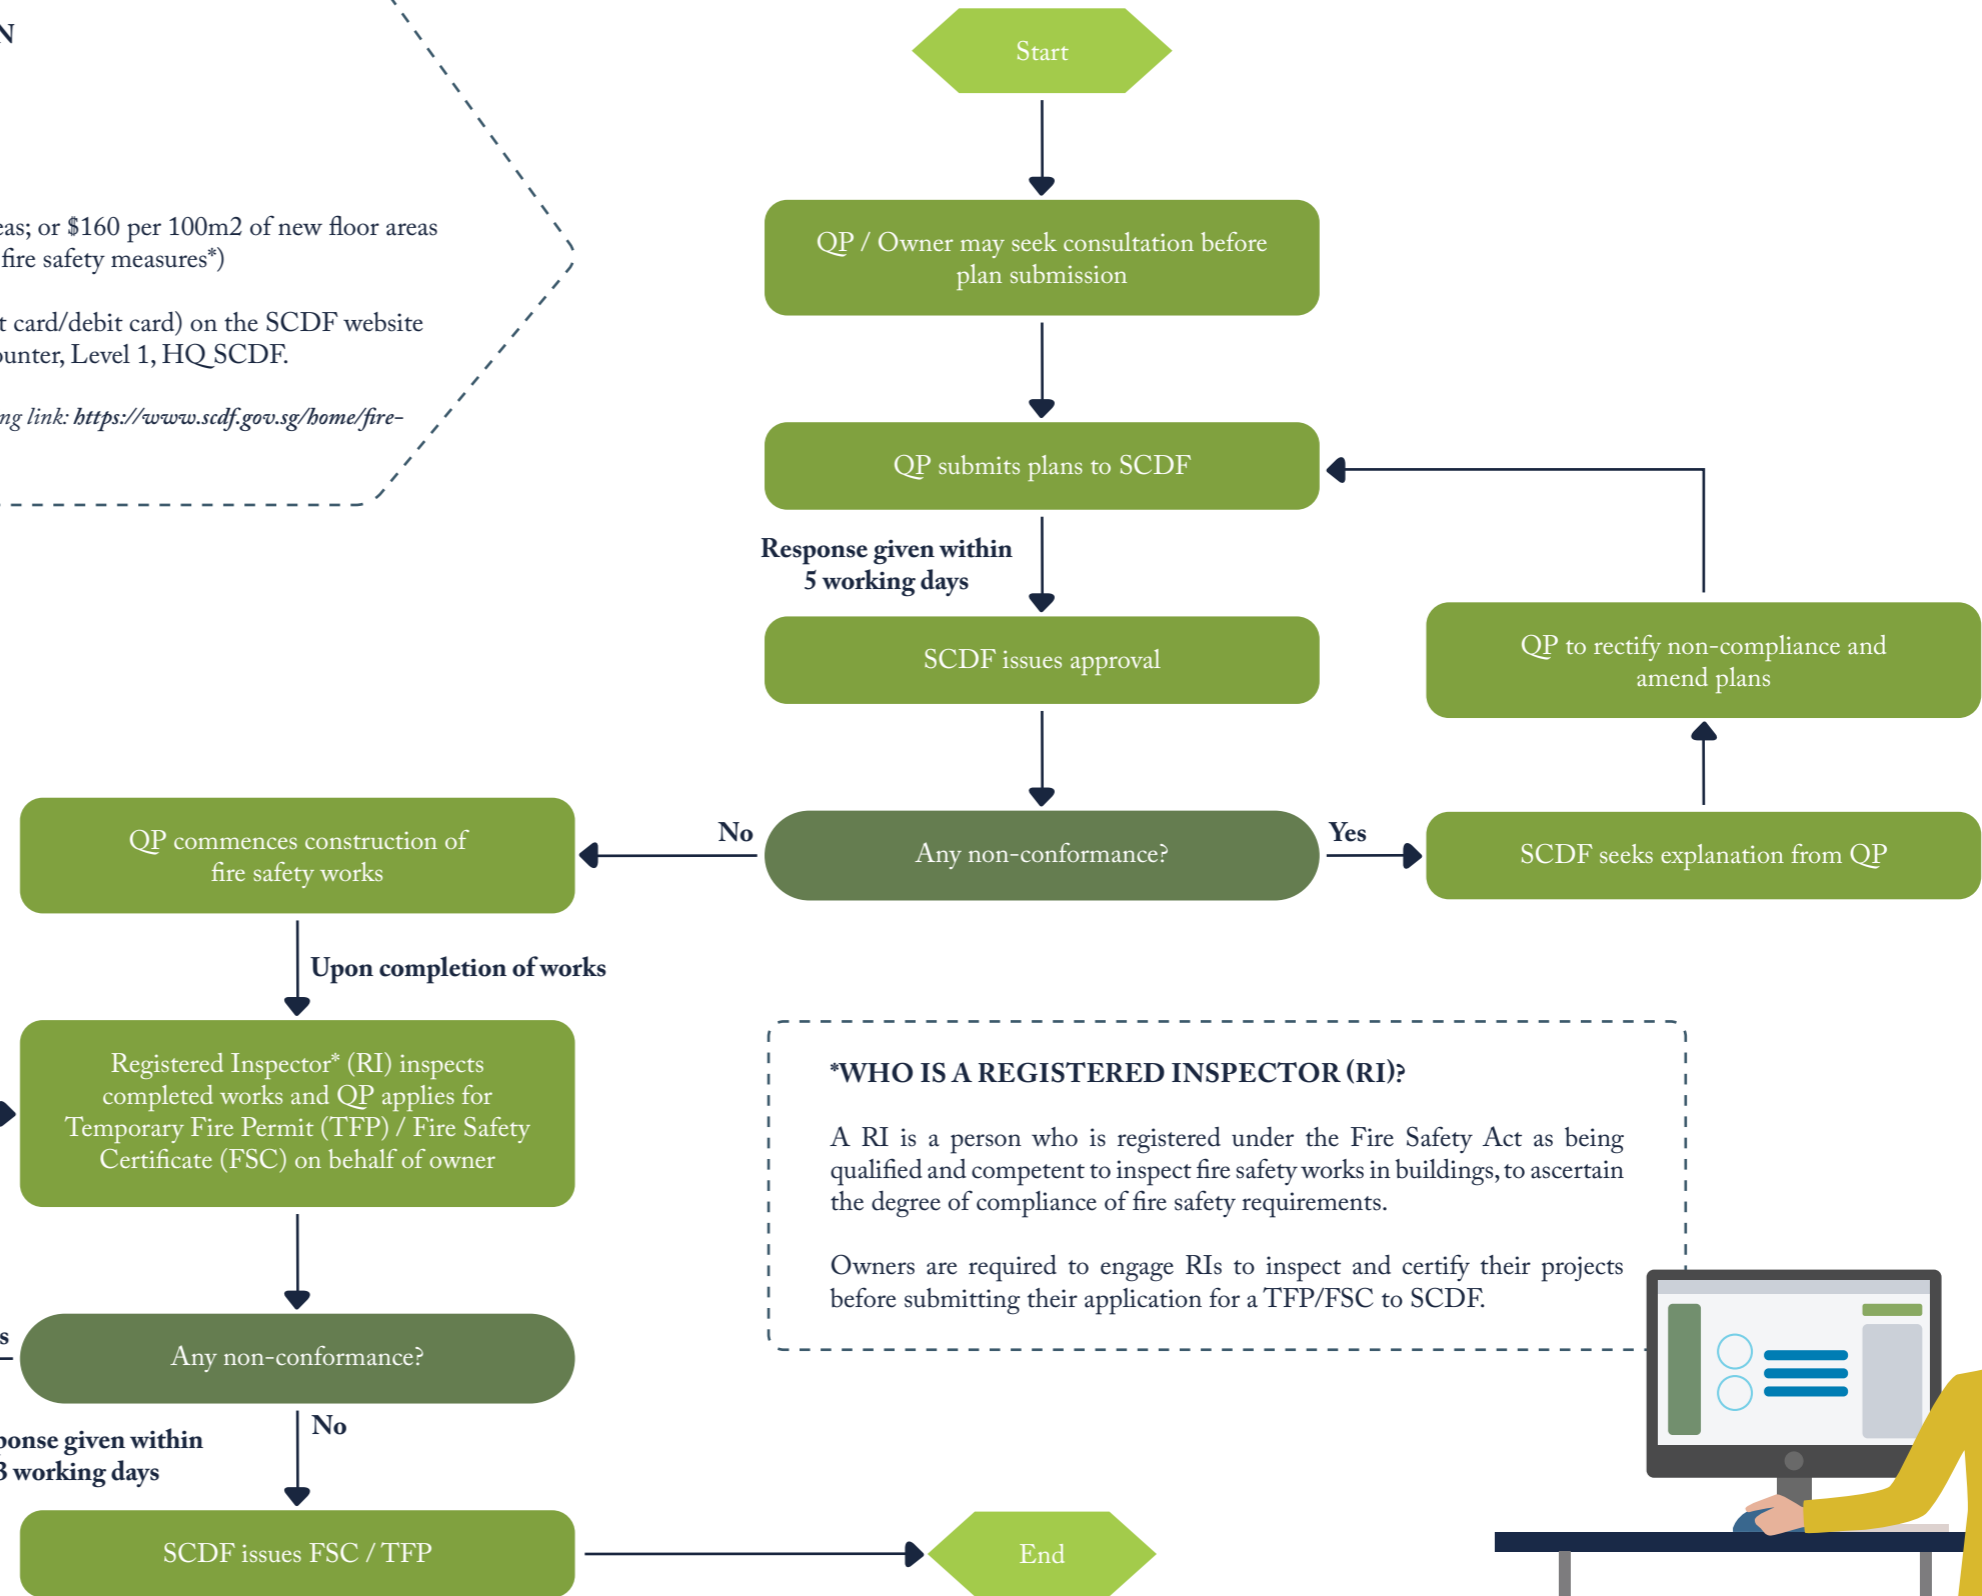 N
eas; or $160 per 100m2 of new floor areas
fire safety measures*)
t card/debit card) on the SCDF website
ounter, Level 1, HQ SCDF.
ng link: https://www.scdf.gov.sg/home/fire-
Start
QP / Owner may seek consultation before
plan submission
QP submits plans to SCDF
Response given within
5 working days
SCDF issues approval
QP to rectify non-compliance and
amend plans
Any non-conformance?
Yes
SCDF seeks explanation from QP
No
QP commences construction of
fire safety works
Upon completion of works
Registered Inspector* (RI) inspects
completed works and QP applies for
Temporary Fire Permit (TFP) / Fire Safety
Certificate (FSC) on behalf of owner
*WHO IS A REGISTERED INSPECTOR (RI)?
A RI is a person who is registered under the Fire Safety Act as being
qualified and competent to inspect fire safety works in buildings, to ascertain
the degree of compliance of fire safety requirements.
Owners are required to engage RIs to inspect and certify their projects
before submitting their application for a TFP/FSC to SCDF.
s
Any non-conformance?
No
ponse given within
3 working days
SCDF issues FSC / TFP
End